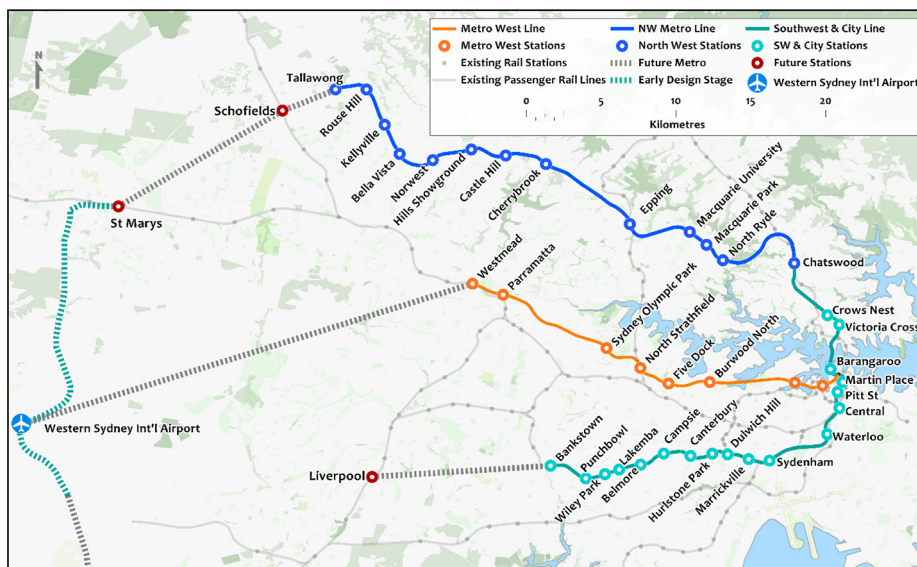 Metro West Line
NW Metro Line
Southwest & City Line
Metro West Stations
North West Stations
SW & City Stations
Existing Rail Stations
Future Metro
Future Stations
Existing Passenger Rail Lines
Early Design Stage
Western Sydney Int'l Airport
0 5 10 15 20
Kilometres
N
Tallawong
Schofields
Rouse Hill
Kellyville
Bella Vista
Norwest
Hills Showground
Castle Hill
Cherrybrook
Epping
Macquarie University
Macquarie Park
North Ryde
Chatswood
St Marys
Westmead
Parramatta
Sydney Olympic Park
North Strathfield
Five Dock
Burwood North
Crows Nest
Victoria Cross
Barangaroo
Martin Place
Pitt St
Central
Waterloo
Western Sydney Int'l Airport
Liverpool
Bankstown
Punchbowl
Wiley Park
Lakemba
Belmore
Campsie
Canterbury
Hurlstone Park
Dulwich Hill
Marrickville
Sydenham